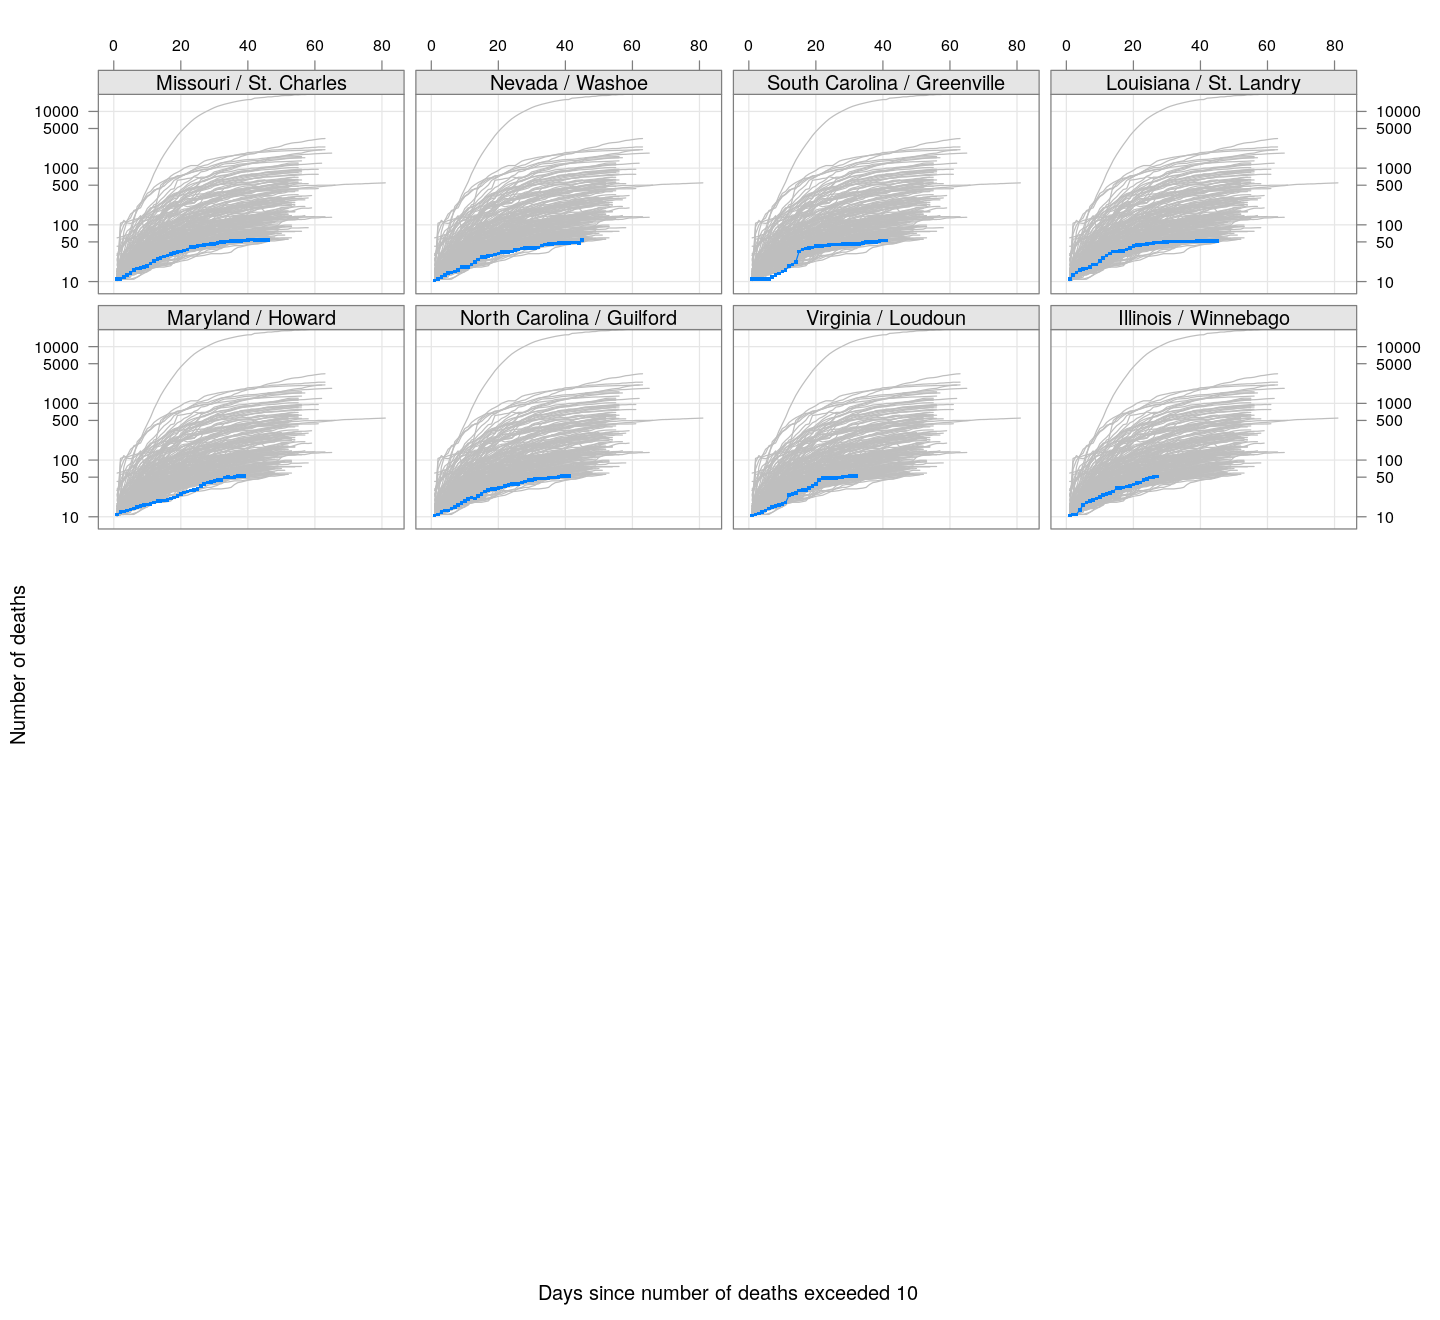 0 20 40 60 80 0 20 40 60 80 0 20 40 60 80 0 20 40 60 80
Missouri / St. Charles Nevada / Washoe South Carolina / Greenville Louisiana / St. Landry
10000 10000
5000 5000
1000 1000
500 500
100 100
50 50
10 10
Maryland / Howard North Carolina / Guilford Virginia / Loudoun Illinois / Winnebago
10000 10000
5000 5000
1000 1000
500 500
100 100
50 50
10 10
Number of deaths
Days since number of deaths exceeded 10